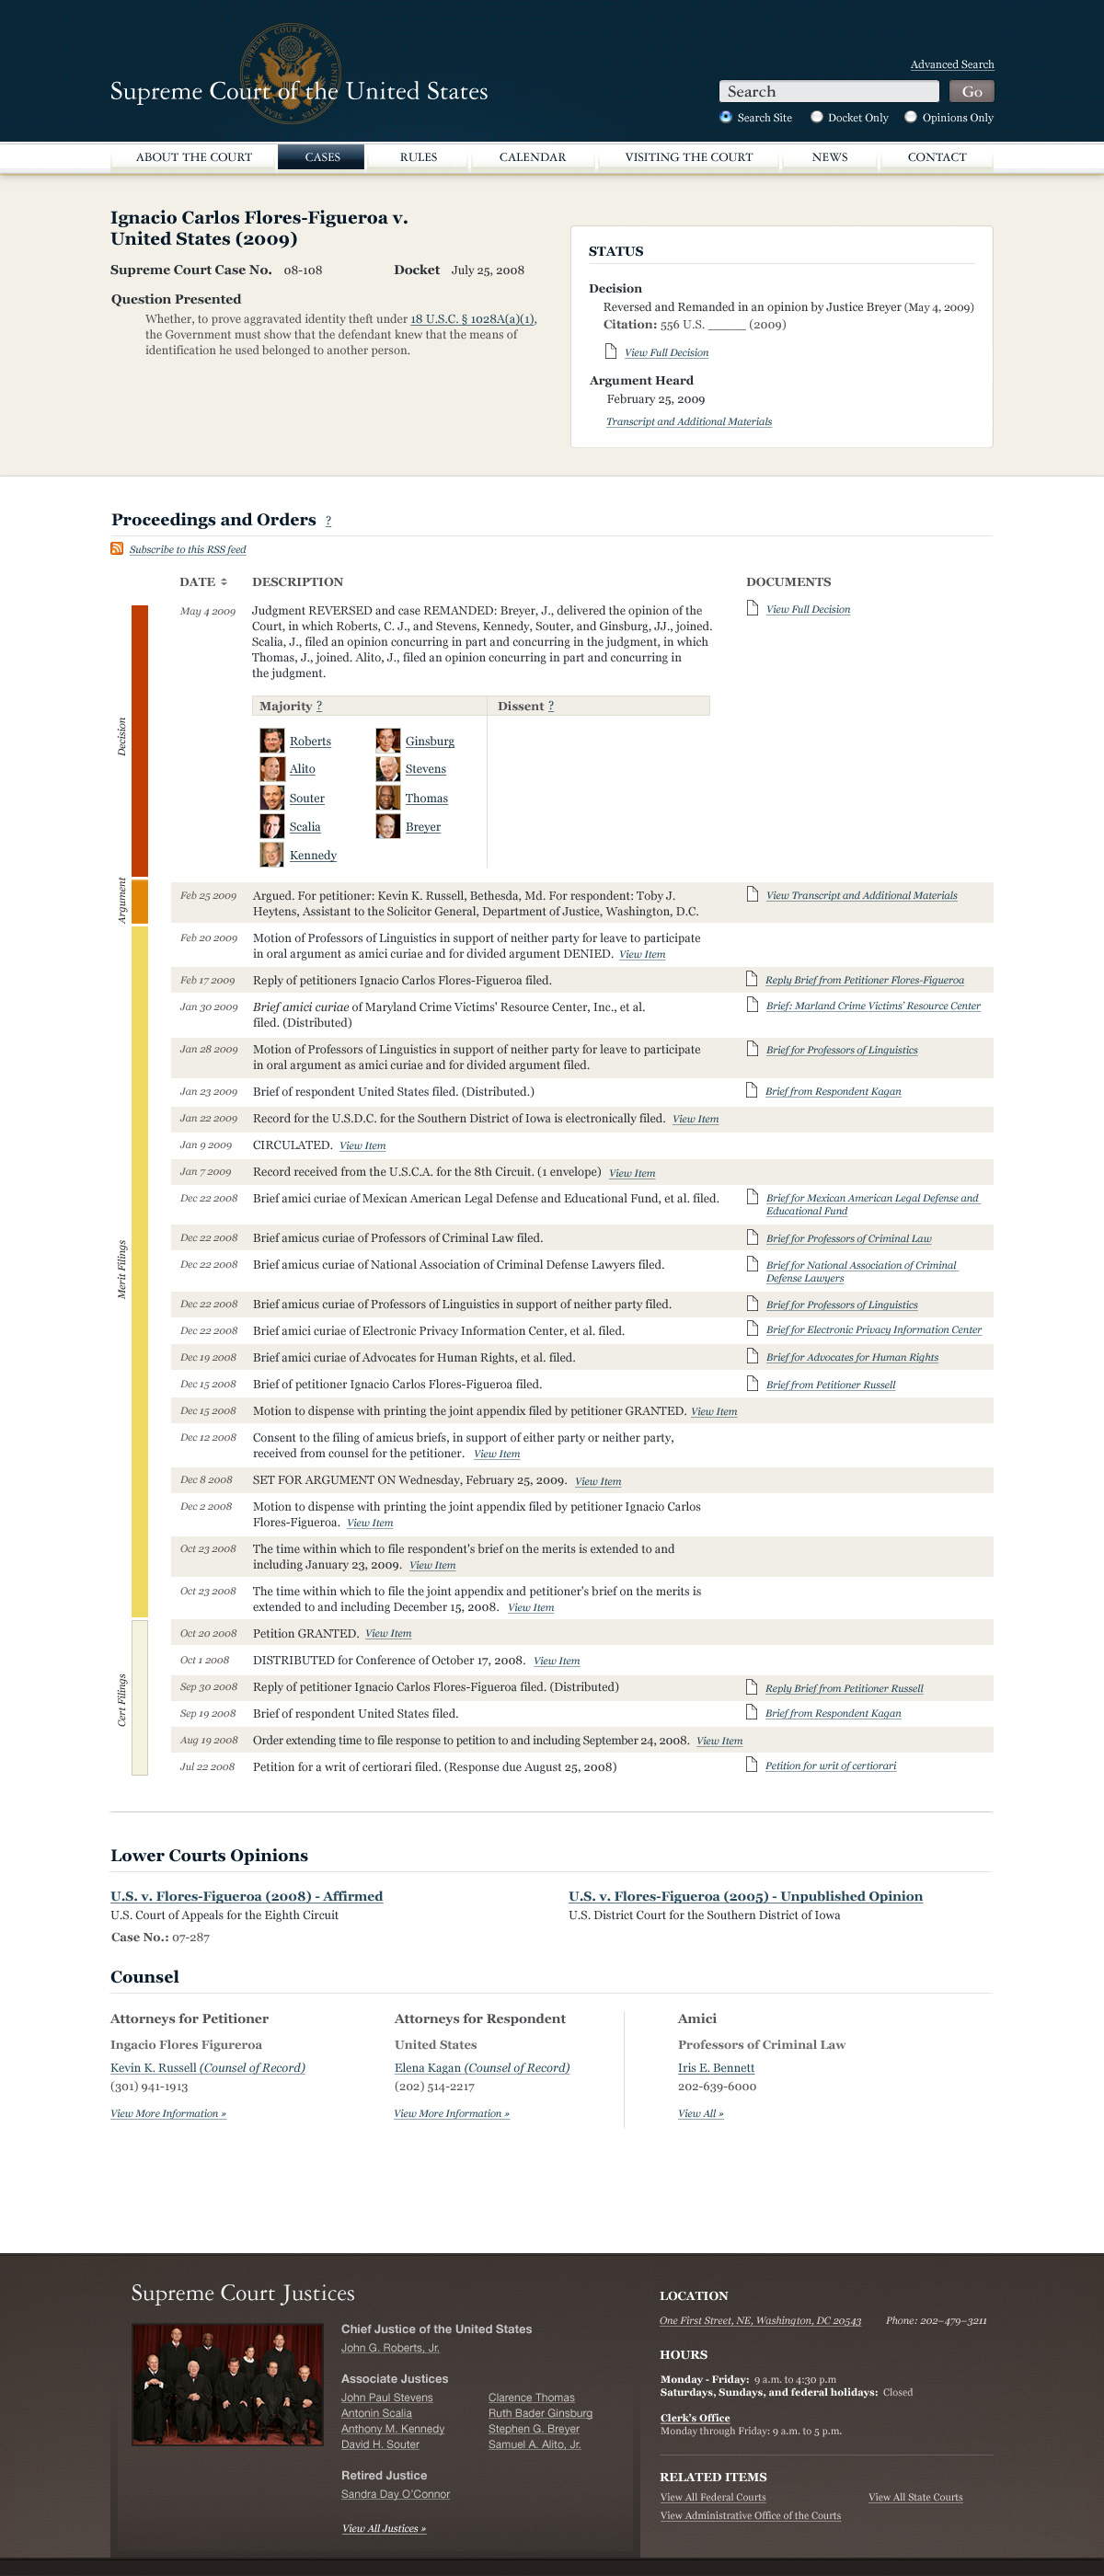 Supreme Court of the United States
Advanced Search
Search
Go
Search Site
Docket Only
Opinions Only
ABOUT THE COURT
CASES
RULES
CALENDAR
VISITING THE COURT
NEWS
CONTACT
Ignacio Carlos Flores-Figueroa v.
United States (2009)
Supreme Court Case No. 08-108
Docket July 25, 2008
Question Presented
Whether, to prove aggravated identity theft under 18 U.S.C. § 1028A(a)(1),
the Government must show that the defendant knew that the means of
identification he used belonged to another person.
STATUS
Decision
Reversed and Remanded in an opinion by Justice Breyer (May 4, 2009)
Citation: 556 U.S. ______ (2009)
View Full Decision
Argument Heard
February 25, 2009
Transcript and Additional Materials
Proceedings and Orders ?
Subscribe to this RSS feed
DATE
DESCRIPTION
DOCUMENTS
Decision
May 4 2009
Judgment REVERSED and case REMANDED: Breyer, J., delivered the opinion of the
Court, in which Roberts, C. J., and Stevens, Kennedy, Souter, and Ginsburg, JJ., joined.
Scalia, J., filed an opinion concurring in part and concurring in the judgment, in which
Thomas, J., joined. Alito, J., filed an opinion concurring in part and concurring in
the judgment.
View Full Decision
Majority ?
Dissent ?
Roberts
Ginsburg
Alito
Stevens
Souter
Thomas
Scalia
Breyer
Kennedy
Argument
Feb 25 2009
Argued. For petitioner: Kevin K. Russell, Bethesda, Md. For respondent: Toby J.
Heytens, Assistant to the Solicitor General, Department of Justice, Washington, D.C.
View Transcript and Additional Materials
Merit Filings
Feb 20 2009
Motion of Professors of Linguistics in support of neither party for leave to participate
in oral argument as amici curiae and for divided argument DENIED. View Item
Feb 17 2009
Reply of petitioners Ignacio Carlos Flores-Figueroa filed.
Reply Brief from Petitioner Flores-Figueroa
Jan 30 2009
Brief amici curiae of Maryland Crime Victims' Resource Center, Inc., et al.
filed. (Distributed)
Brief: Marland Crime Victims' Resource Center
Jan 28 2009
Motion of Professors of Linguistics in support of neither party for leave to participate
in oral argument as amici curiae and for divided argument filed.
Brief for Professors of Linguistics
Jan 23 2009
Brief of respondent United States filed. (Distributed.)
Brief from Respondent Kagan
Jan 22 2009
Record for the U.S.D.C. for the Southern District of Iowa is electronically filed. View Item
Jan 9 2009
CIRCULATED. View Item
Jan 7 2009
Record received from the U.S.C.A. for the 8th Circuit. (1 envelope) View Item
Dec 22 2008
Brief amici curiae of Mexican American Legal Defense and Educational Fund, et al. filed.
Brief for Mexican American Legal Defense and
Educational Fund
Dec 22 2008
Brief amicus curiae of Professors of Criminal Law filed.
Brief for Professors of Criminal Law
Dec 22 2008
Brief amicus curiae of National Association of Criminal Defense Lawyers filed.
Brief for National Association of Criminal
Defense Lawyers
Dec 22 2008
Brief amicus curiae of Professors of Linguistics in support of neither party filed.
Brief for Professors of Linguistics
Dec 22 2008
Brief amici curiae of Electronic Privacy Information Center, et al. filed.
Brief for Electronic Privacy Information Center
Dec 19 2008
Brief amici curiae of Advocates for Human Rights, et al. filed.
Brief for Advocates for Human Rights
Dec 15 2008
Brief of petitioner Ignacio Carlos Flores-Figueroa filed.
Brief from Petitioner Russell
Dec 15 2008
Motion to dispense with printing the joint appendix filed by petitioner GRANTED. View Item
Dec 12 2008
Consent to the filing of amicus briefs, in support of either party or neither party,
received from counsel for the petitioner. View Item
Dec 8 2008
SET FOR ARGUMENT ON Wednesday, February 25, 2009. View Item
Dec 2 2008
Motion to dispense with printing the joint appendix filed by petitioner Ignacio Carlos
Flores-Figueroa. View Item
Oct 23 2008
The time within which to file respondent's brief on the merits is extended to and
including January 23, 2009. View Item
Oct 23 2008
The time within which to file the joint appendix and petitioner's brief on the merits is
extended to and including December 15, 2008. View Item
Cert Filings
Oct 20 2008
Petition GRANTED. View Item
Oct 1 2008
DISTRIBUTED for Conference of October 17, 2008. View Item
Sep 30 2008
Reply of petitioner Ignacio Carlos Flores-Figueroa filed. (Distributed)
Reply Brief from Petitioner Russell
Sep 19 2008
Brief of respondent United States filed.
Brief from Respondent Kagan
Aug 19 2008
Order extending time to file response to petition to and including September 24, 2008. View Item
Jul 22 2008
Petition for a writ of certiorari filed. (Response due August 25, 2008)
Petition for writ of certiorari
Lower Courts Opinions
U.S. v. Flores-Figueroa (2008) - Affirmed
U.S. Court of Appeals for the Eighth Circuit
Case No.: 07-287
U.S. v. Flores-Figueroa (2005) - Unpublished Opinion
U.S. District Court for the Southern District of Iowa
Counsel
Attorneys for Petitioner
Ingacio Flores Figureroa
Kevin K. Russell (Counsel of Record)
(301) 941-1913
View More Information »
Attorneys for Respondent
United States
Elena Kagan (Counsel of Record)
(202) 514-2217
View More Information »
Amici
Professors of Criminal Law
Iris E. Bennett
202-639-6000
View All »
Supreme Court Justices
Chief Justice of the United States
John G. Roberts, Jr.
Associate Justices
John Paul Stevens
Antonin Scalia
Anthony M. Kennedy
David H. Souter
Clarence Thomas
Ruth Bader Ginsburg
Stephen G. Breyer
Samuel A. Alito, Jr.
Retired Justice
Sandra Day O'Connor
View All Justices »
LOCATION
One First Street, NE, Washington, DC 20543
Phone: 202–479–3211
HOURS
Monday - Friday: 9 a.m. to 4:30 p.m
Saturdays, Sundays, and federal holidays: Closed
Clerk's Office
Monday through Friday: 9 a.m. to 5 p.m.
RELATED ITEMS
View All Federal Courts
View All State Courts
View Administrative Office of the Courts